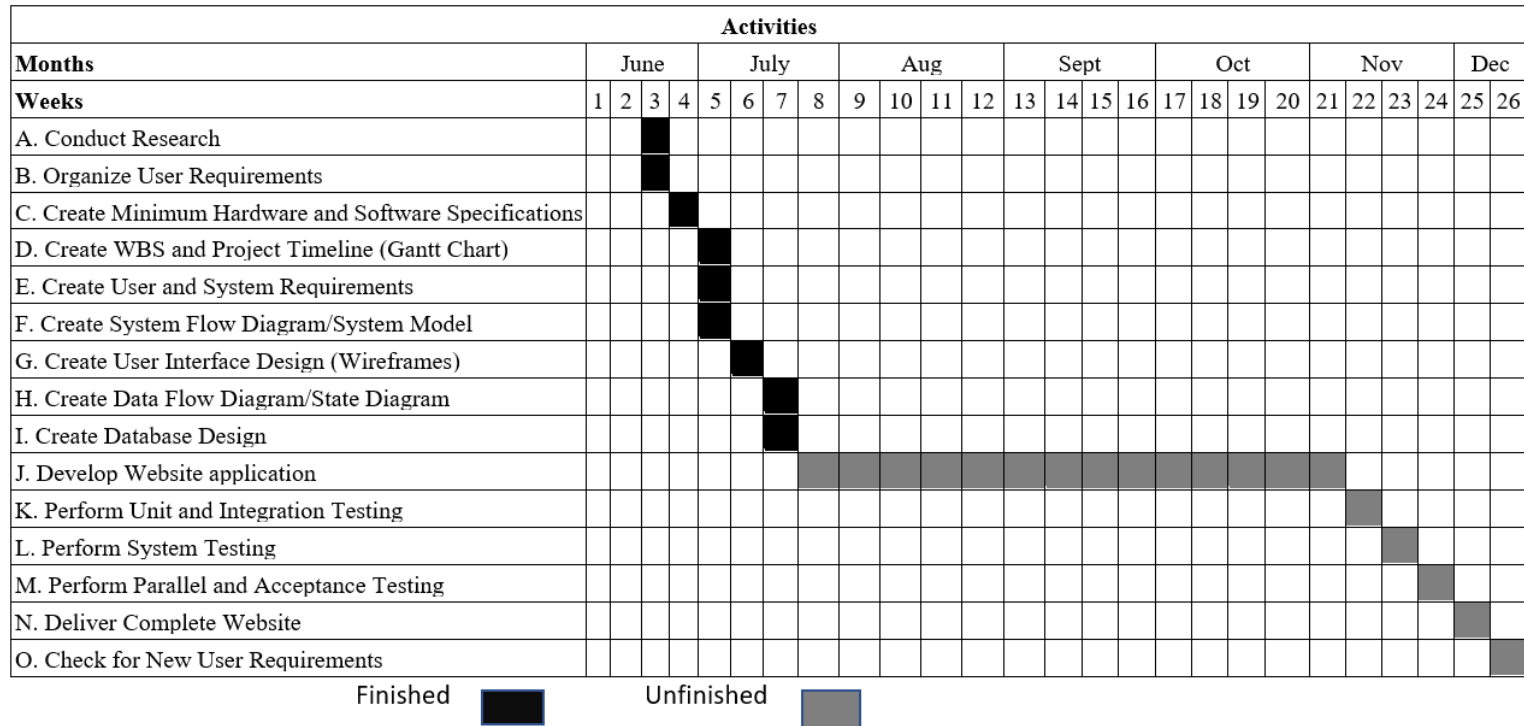 Activities
Months June July Aug Sept Oct Nov Dec
Weeks 1 2 3 4 5 6 7 8 9 10 11 12 13 14 15 16 17 18 19 20 21 22 23 24 25 26
A. Conduct Research
B. Organize User Requirements
C. Create Minimum Hardware and Software Specifications
D. Create WBS and Project Timeline (Gantt Chart)
E. Create User and System Requirements
F. Create System Flow Diagram/System Model
G. Create User Interface Design (Wireframes)
H. Create Data Flow Diagram/State Diagram
I. Create Database Design
J. Develop Website application
K. Perform Unit and Integration Testing
L. Perform System Testing
M. Perform Parallel and Acceptance Testing
N. Deliver Complete Website
O. Check for New User Requirements
Finished Unfinished